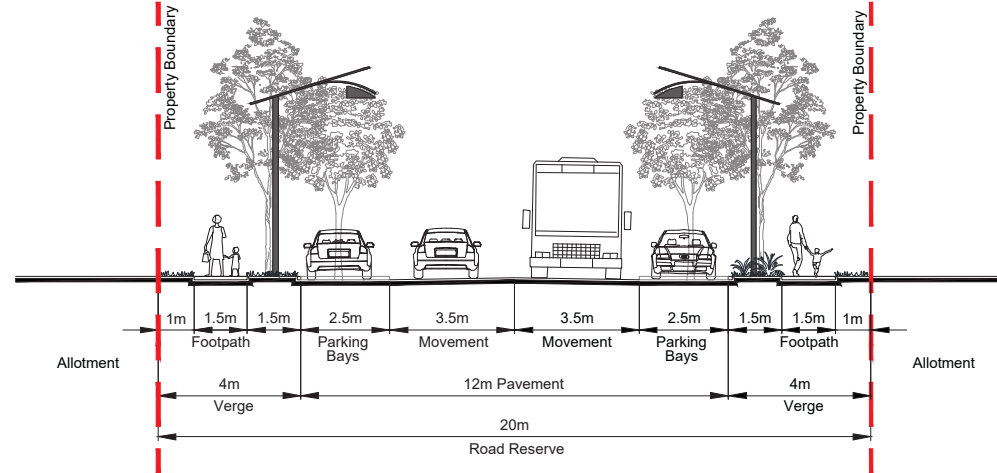 Property Boundary
Property Boundary
1m 1.5m 1.5m 2.5m 3.5m 3.5m 2.5m 1.5m 1.5m 1m
Footpath Parking Bays Movement Movement Parking Bays Footpath
Allotment
Allotment
4m 12m Pavement 4m
Verge Verge
20m
Road Reserve